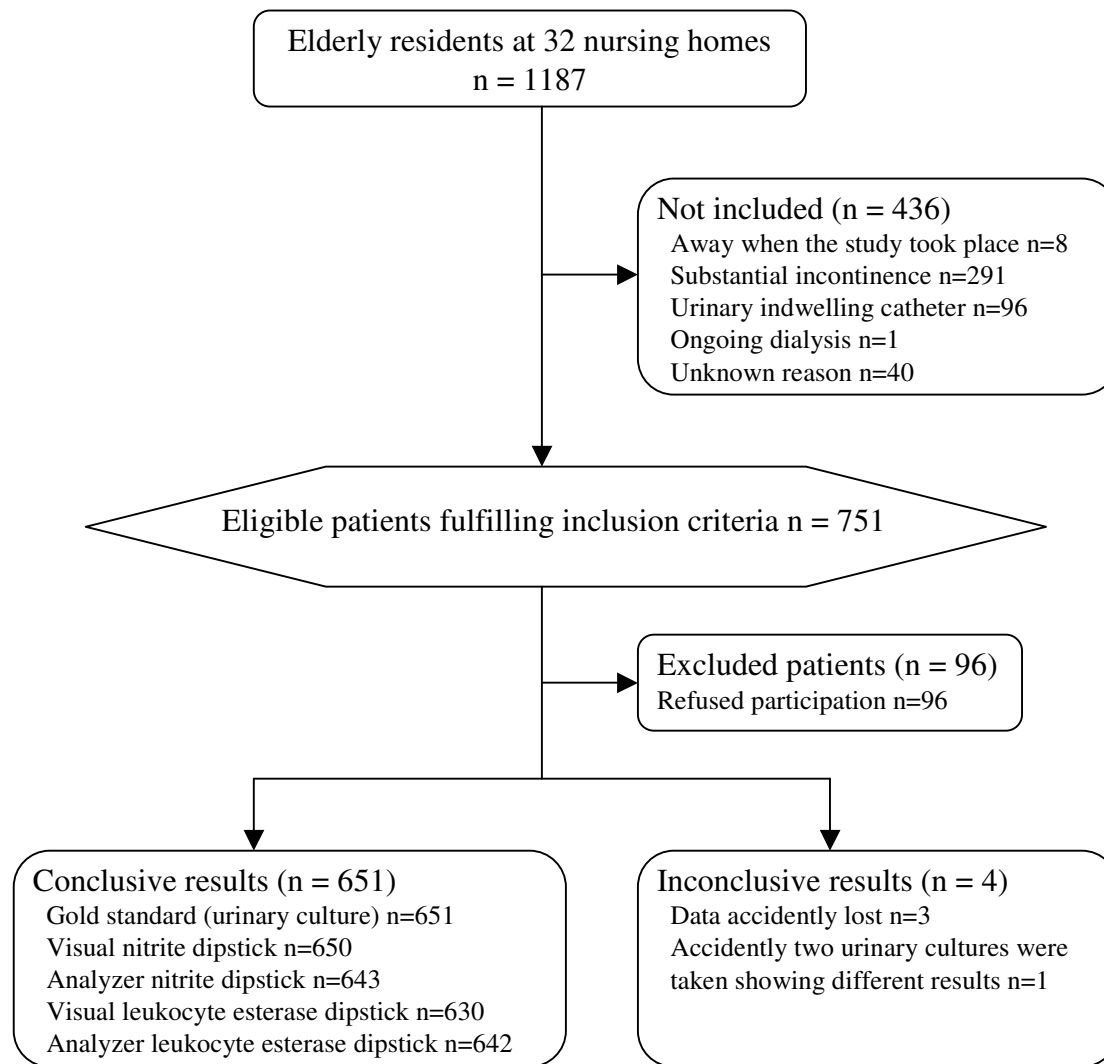 Elderly residents at 32 nursing homes
n = 1187
Not included (n = 436)
Away when the study took place n=8
Substantial incontinence n=291
Urinary indwelling catheter n=96
Ongoing dialysis n=1
Unknown reason n=40
Eligible patients fulfilling inclusion criteria n = 751
Excluded patients (n = 96)
Refused participation n=96
Conclusive results (n = 651)
Gold standard (urinary culture) n=651
Visual nitrite dipstick n=650
Analyzer nitrite dipstick n=643
Visual leukocyte esterase dipstick n=630
Analyzer leukocyte esterase dipstick n=642
Inconclusive results (n = 4)
Data accidently lost n=3
Accidently two urinary cultures were
taken showing different results n=1